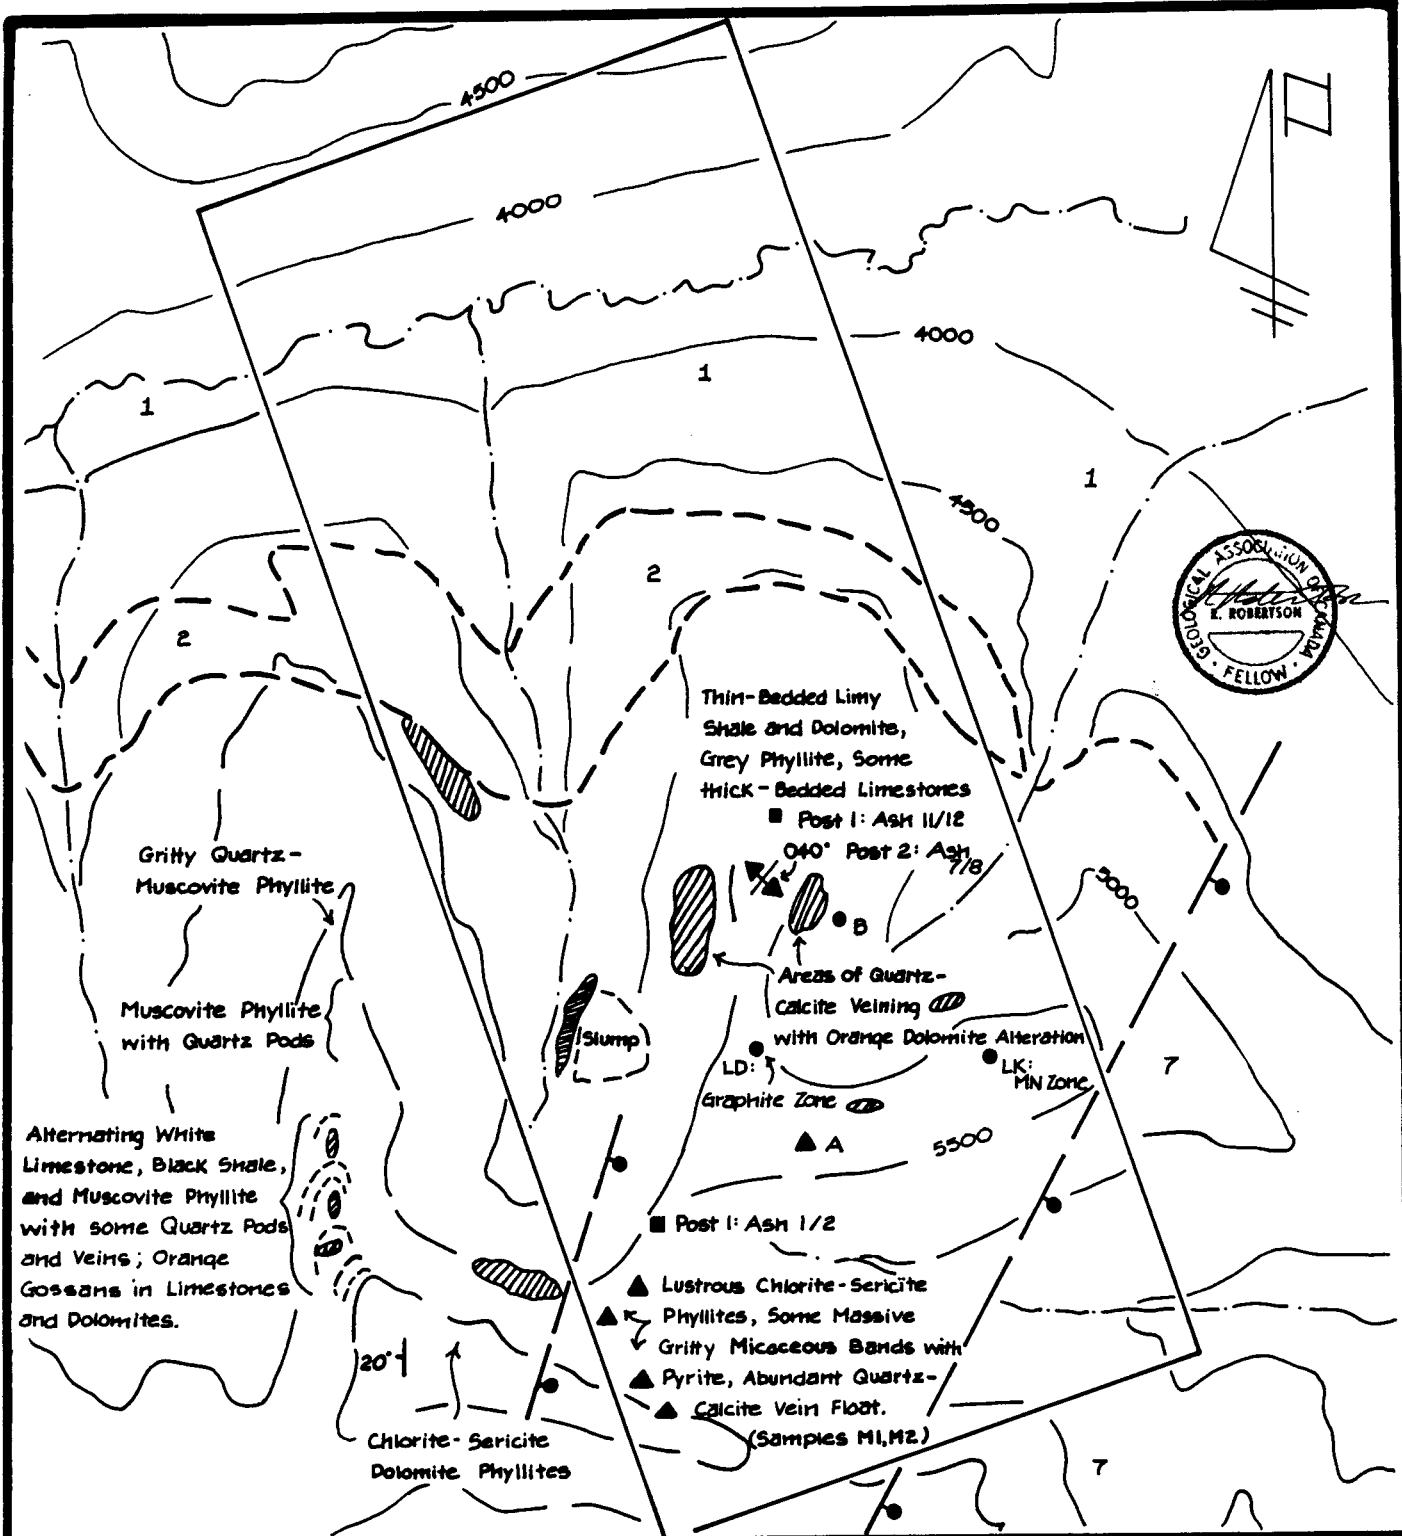 4500
4000
4000
1
1
1
4500
2
2
GEOLOGICAL ASSOCIATION OF CANADA
R. ROBERTSON
FELLOW
Thin-Bedded Limy
Shale and Dolomite,
Grey Phyllite, Some
thick-Bedded Limestones
Post 1: Ash 11/12
040° Post 2: Ash 7/8
5000
Gritty Quartz-
Muscovite Phyllite
B
Areas of Quartz-
Calcite Veining
with Orange Dolomite Alteration
Muscovite Phyllite
with Quartz Pods
Slump
LD:
LK:
MN Zone
7
Graphite Zone
A
5500
Alternating White
Limestone, Black Shale,
and Muscovite Phyllite
with some Quartz Pods
and Veins; Orange
Gossans in Limestones
and Dolomites.
Post 1: Ash 1/2
Lustrous Chlorite-Sericite
Phyllites, Some Massive
Gritty Micaceous Bands with
Pyrite, Abundant Quartz-
Calcite Vein Float.
(Samples M1, M2)
20°
Chlorite-Sericite
Dolomite Phyllites
7